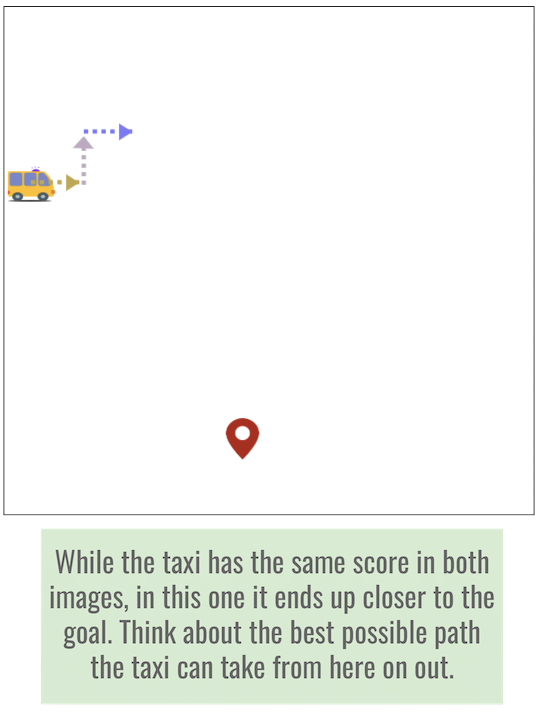 While the taxi has the same score in both
images, in this one it ends up closer to the
goal. Think about the best possible path
the taxi can take from here on out.